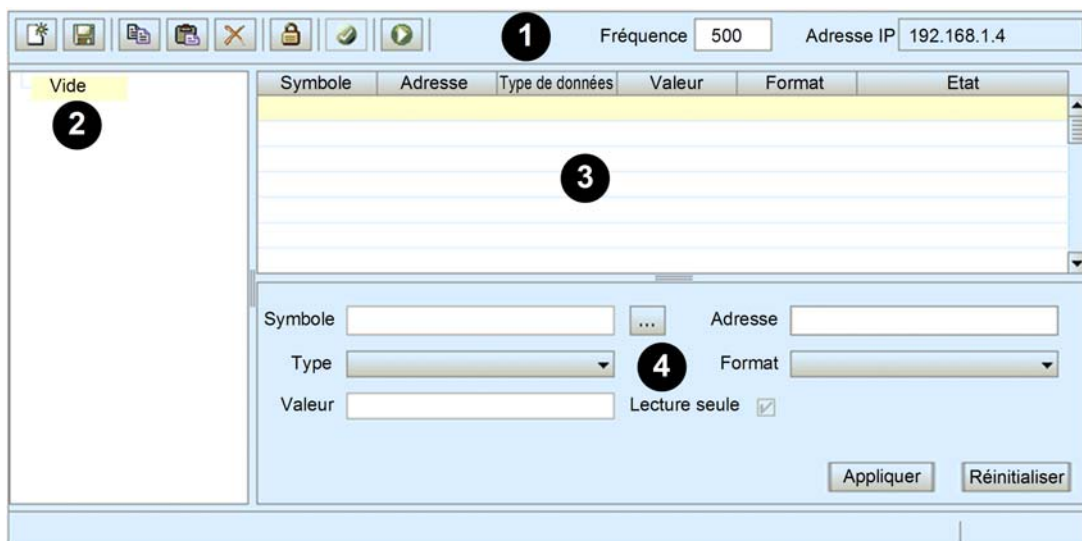 1 Fréquence 500 Adresse IP 192.168.1.4
Vide
2
Symbole Adresse Type de données Valeur Format Etat
3
Symbole ... Adresse
Type 4 Format
Valeur Lecture seule
Appliquer Réinitialiser